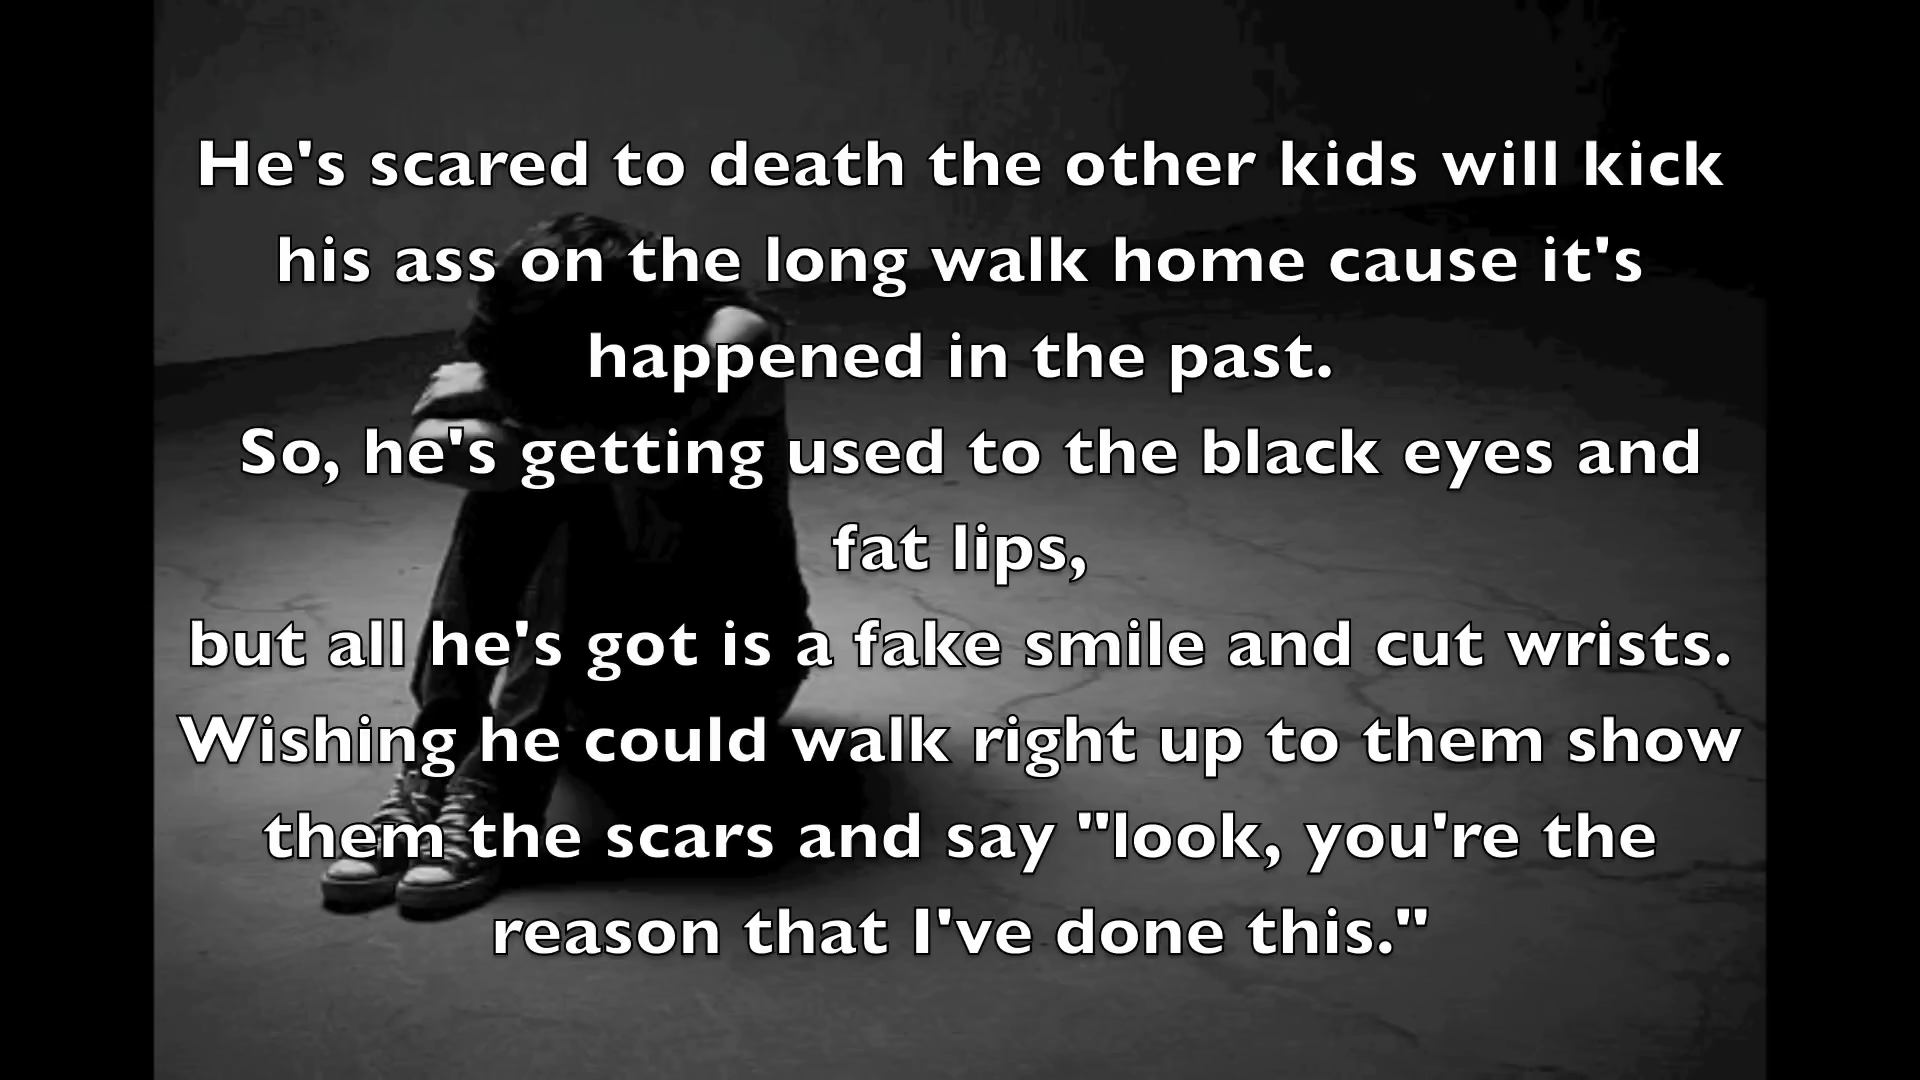 He's scared to death the other kids will kick
his ass on the long walk home cause it's
happened in the past.
So, he's getting used to the black eyes and
fat lips,
but all he's got is a fake smile and cut wrists.
Wishing he could walk right up to them show
them the scars and say "look, you're the
reason that I've done this."